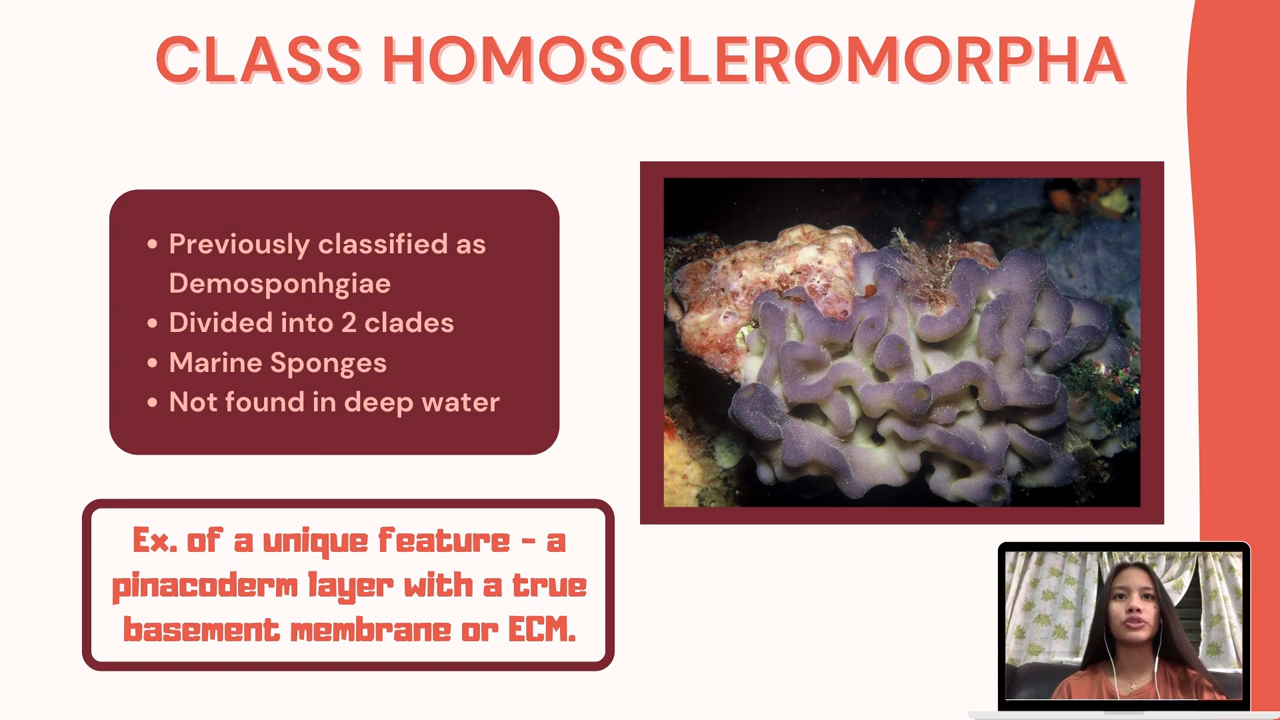 CLASS HOMOSCLEROMORPHA
• Previously classified as
Demosponhgiae
• Divided into 2 clades
• Marine Sponges
• Not found in deep water
Ex. of a unique feature - a
pinacoderm layer with a true
basement membrane or ECM.